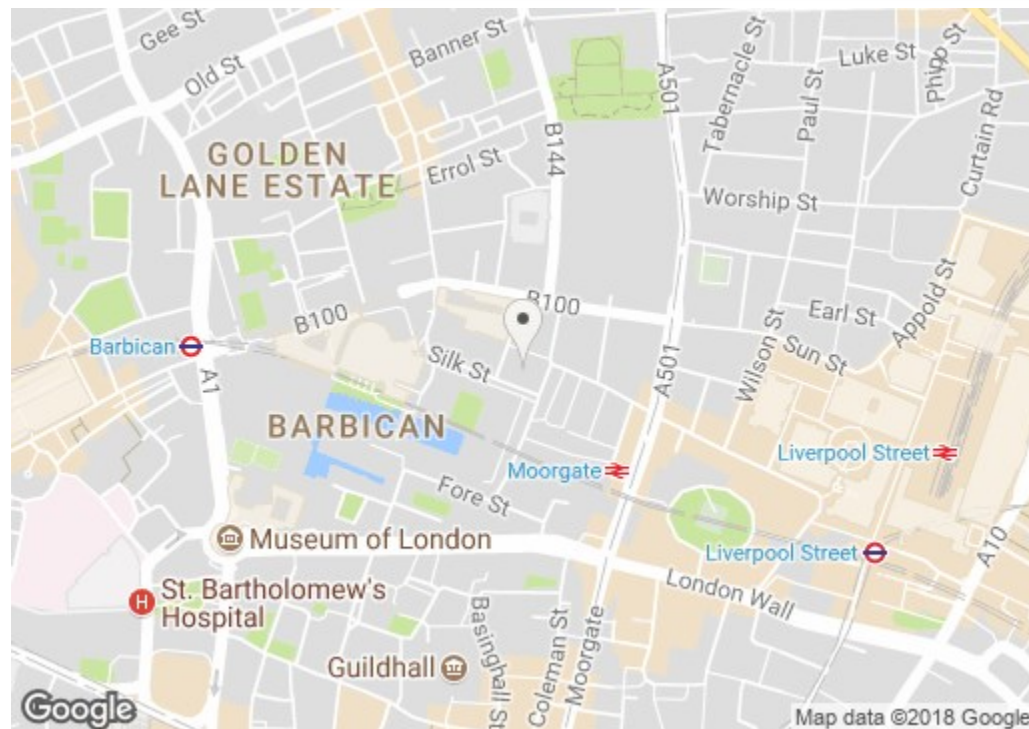 Gee St
Banner St
Old St
Luke St
Phipp St
A501
Tabernacle St
Paul St
Curtain Rd
B144
GOLDEN
LANE ESTATE
Errol St
Worship St
B100
Earl St
Appold St
B100
Sun St
Wilson St
Barbican
A1
Silk St
A501
BARBICAN
Moorgate
Liverpool Street
Fore St
Museum of London
Liverpool Street
A10
London Wall
H
St. Bartholomew's
Hospital
Basinghall St
Coleman St
Moorgate
Guildhall
Google
Map data ©2018 Google